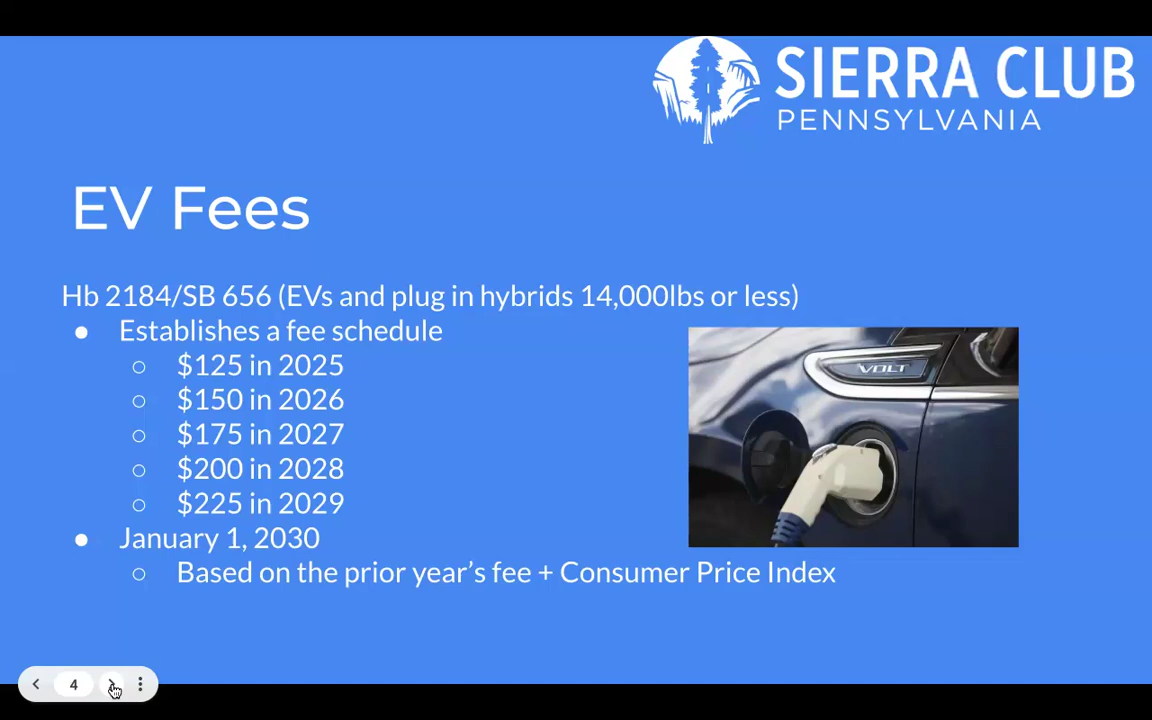 SIERRA CLUB
PENNSYLVANIA
EV Fees
Hb 2184/SB 656 (EVs and plug in hybrids 14,000lbs or less)
● Establishes a fee schedule
○ $125 in 2025
○ $150 in 2026
○ $175 in 2027
○ $200 in 2028
○ $225 in 2029
● January 1, 2030
○ Based on the prior year’s fee + Consumer Price Index
VOLT
4